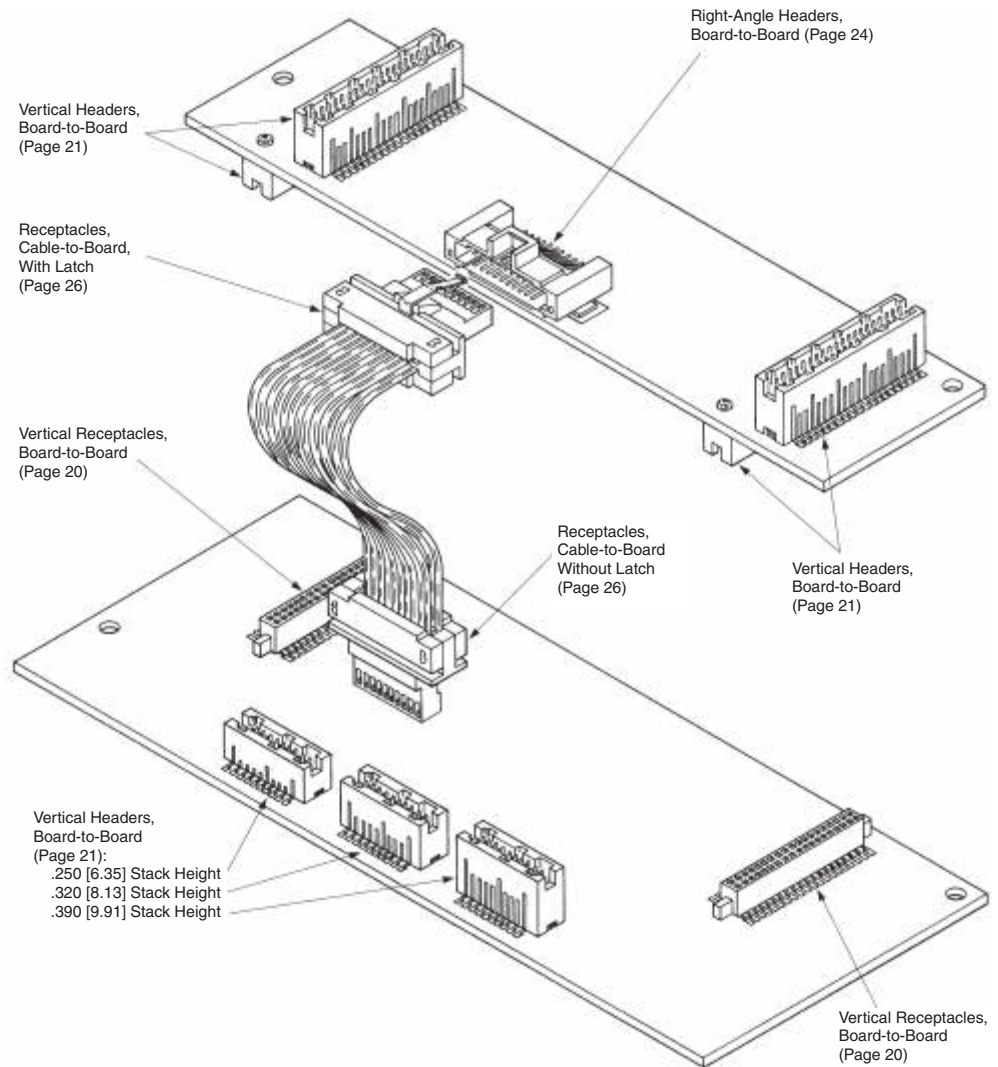 Right-Angle Headers,
Board-to-Board (Page 24)
Vertical Headers,
Board-to-Board
(Page 21)
Receptacles,
Cable-to-Board,
With Latch
(Page 26)
Vertical Receptacles,
Board-to-Board
(Page 20)
Receptacles,
Cable-to-Board
Without Latch
(Page 26)
Vertical Headers,
Board-to-Board
(Page 21)
Vertical Headers,
Board-to-Board
(Page 21):
.250 [6.35] Stack Height
.320 [8.13] Stack Height
.390 [9.91] Stack Height
Vertical Receptacles,
Board-to-Board
(Page 20)